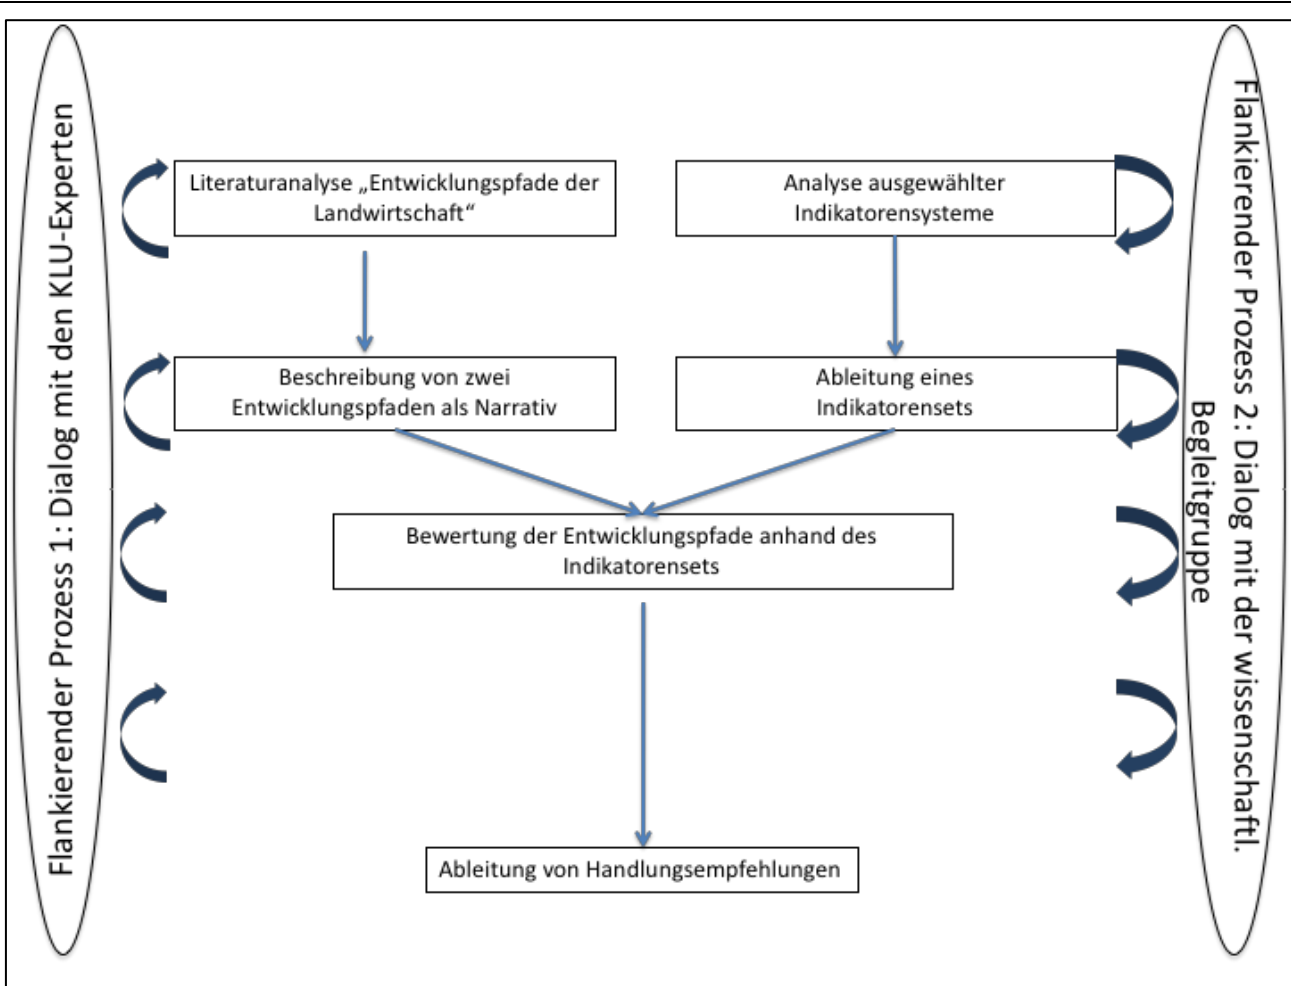 Flankierender Prozess 1: Dialog mit den KLU-Experten
Literaturanalyse „Entwicklungspfade der
Landwirtschaft“
Analyse ausgewählter
Indikatorensysteme
Beschreibung von zwei
Entwicklungspfaden als Narrativ
Ableitung eines
Indikatorensets
Bewertung der Entwicklungspfade anhand des
Indikatorensets
Ableitung von Handlungsempfehlungen
Flankierender Prozess 2: Dialog mit der wissenschaftl.
Begleitgruppe